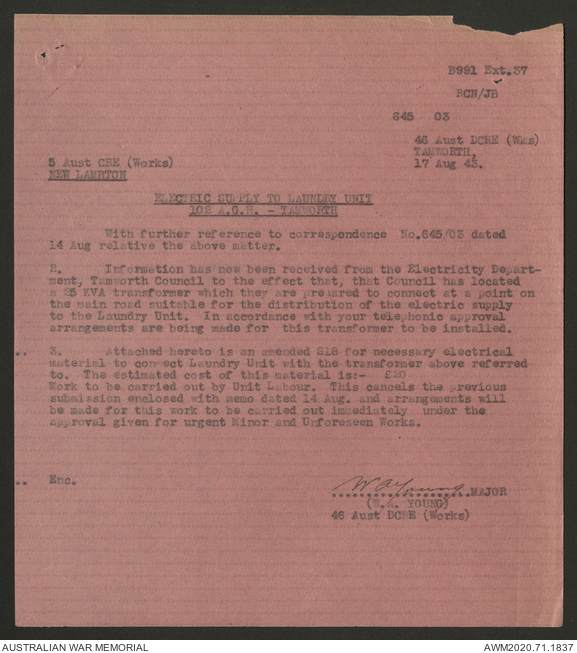 B991 Ext.37
RCN/JB
645 03
46 Aust DCRE (Wks)
TAMWORTH,
17 Aug 43.
5 Aust CRE (Works)
NEW LAMBTON
ELECTRIC SUPPLY TO LAUNDRY UNIT
102 A.G.H. - TAMWORTH
With further reference to correspondence No.645/03 dated
14 Aug relative the above matter.
2. Information has now been received from the Electricity Depart-
ment, Tamworth Council to the effect that, that Council has located
a 25 KVA transformer which they are prepared to connect at a point on
the main road suitable for the distribution of the electric supply
to the Laundry Unit. In accordance with your telephonic approval
arrangements are being made for this transformer to be installed.
.. 3. Attached hereto is an amended S18 for necessary electrical
material to connect Laundry Unit with the transformer above referred
to. The estimated cost of this material is:- £20
Work to be carried out by Unit Labour. This cancels the previous
submission enclosed with memo dated 14 Aug. and arrangements will
be made for this work to be carried out immediately under the
approval given for urgent Minor and Unforeseen Works.
.. Enc.
W A Young MAJOR
(W.A. YOUNG)
46 Aust DCRE (Works)
AUSTRALIAN WAR MEMORIAL
AWM2020.71.1837